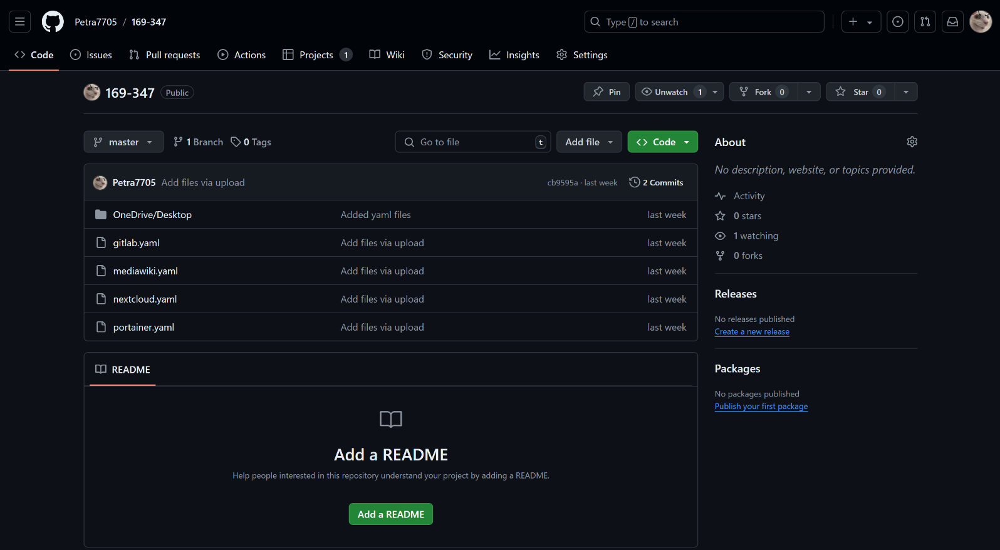 Petra7705 / 169-347
Type / to search
Code
Issues
Pull requests
Actions
Projects 1
Wiki
Security
Insights
Settings
169-347 Public
Pin
Unwatch 1
Fork 0
Star 0
master
1 Branch
0 Tags
Go to file t
Add file
Code
Petra7705 Add files via upload cb9595a · last week 2 Commits
OneDrive/Desktop Added yaml files last week
gitlab.yaml Add files via upload last week
mediawiki.yaml Add files via upload last week
nextcloud.yaml Add files via upload last week
portainer.yaml Add files via upload last week
README
Add a README
Help people interested in this repository understand your project by adding a README.
Add a README
About
No description, website, or topics provided.
Activity
0 stars
1 watching
0 forks
Releases
No releases published
Create a new release
Packages
No packages published
Publish your first package